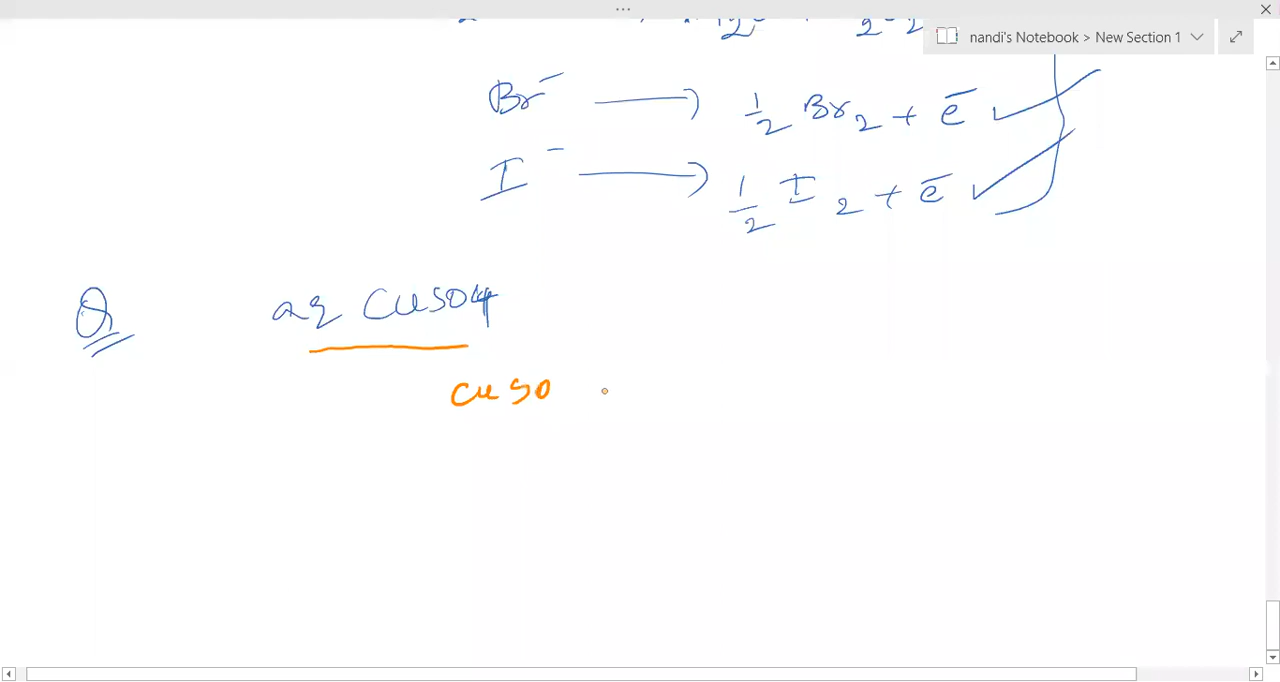 nandi's Notebook > New Section 1
Br⁻ ⟶ 1/2 Br₂ + e⁻ ✓
I⁻ ⟶ 1/2 I₂ + e⁻ ✓
Q aq CuSO4
CuSO